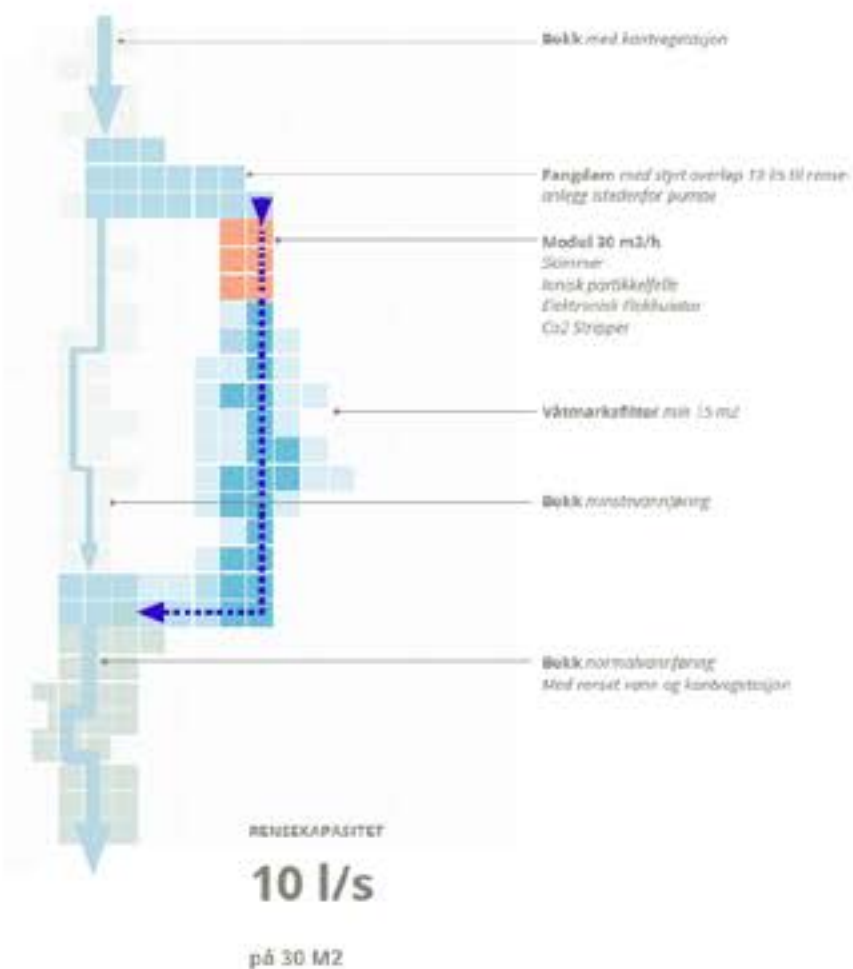 Bekk med kantvegetasjon
Fangdam med styrt overløp 10 l/s til rense-
anlegg istedenfor pumpe
Modul 30 m3/h
Skimmer
Ionisk partikkelfelle
Elektronisk flokkulator
Co2 Stripper
Våtmarksfilter min 15 m2
Bekk minstevannføring
Bekk normalvannføring
Med renset vann og kantvegetasjon
RENSEKAPASITET
10 l/s
på 30 M2